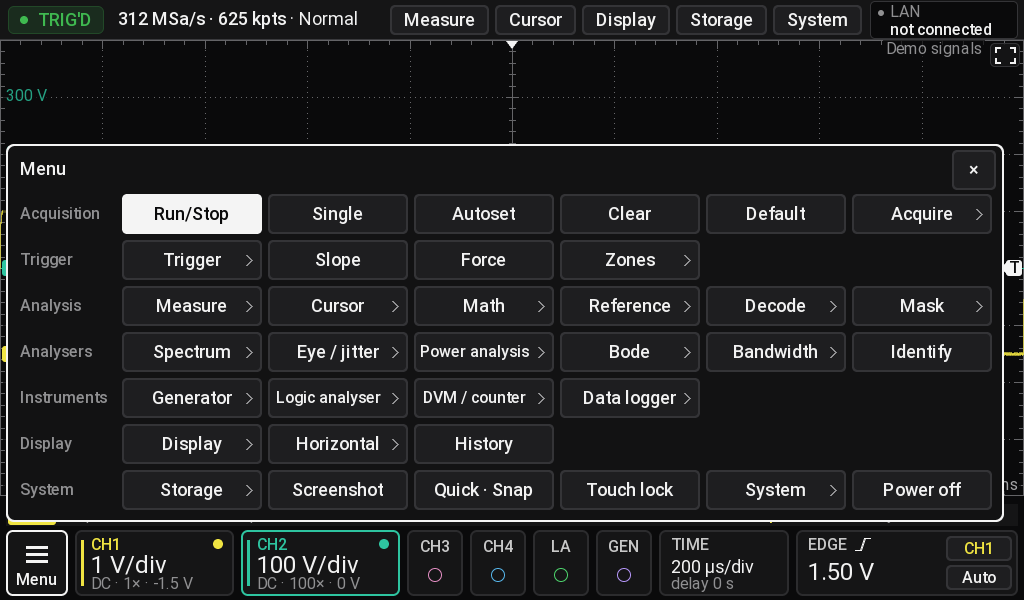 TRIG'D 312 MSa/s · 625 kpts · Normal Measure Cursor Display Storage System LAN
not connected
Demo signals
300 V
Menu ×
Acquisition Run/Stop Single Autoset Clear Default Acquire
Trigger Trigger Slope Force Zones
T
Analysis Measure Cursor Math Reference Decode Mask
Analysers Spectrum Eye / jitter Power analysis Bode Bandwidth Identify
Instruments Generator Logic analyser DVM / counter Data logger
Display Display Horizontal History
System Storage Screenshot Quick · Snap Touch lock System Power off
CH1 CH2 CH3 CH4 LA GEN TIME EDGE CH1
1 V/div 100 V/div 200 µs/div 1.50 V
Menu DC · 1× · -1.5 V DC · 100× · 0 V delay 0 s Auto